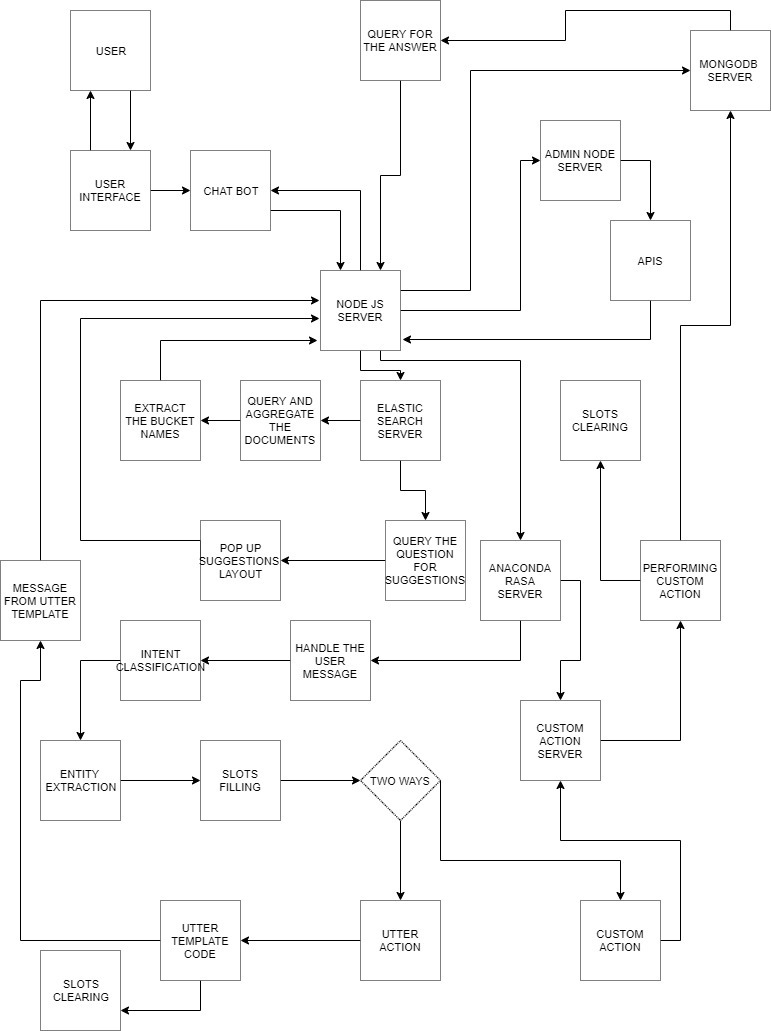 USER
QUERY FOR
THE ANSWER
MONGODB
SERVER
USER
INTERFACE
CHAT BOT
ADMIN NODE
SERVER
APIS
NODE JS
SERVER
EXTRACT
THE BUCKET
NAMES
QUERY AND
AGGREGATE
THE
DOCUMENTS
ELASTIC
SEARCH
SERVER
SLOTS
CLEARING
POP UP
SUGGESTIONS
LAYOUT
QUERY THE
QUESTION
FOR
SUGGESTIONS
ANACONDA
RASA
SERVER
PERFORMING
CUSTOM
ACTION
MESSAGE
FROM UTTER
TEMPLATE
INTENT
CLASSIFICATION
HANDLE THE
USER
MESSAGE
CUSTOM
ACTION
SERVER
ENTITY
EXTRACTION
SLOTS
FILLING
TWO WAYS
UTTER
TEMPLATE
CODE
UTTER
ACTION
CUSTOM
ACTION
SLOTS
CLEARING